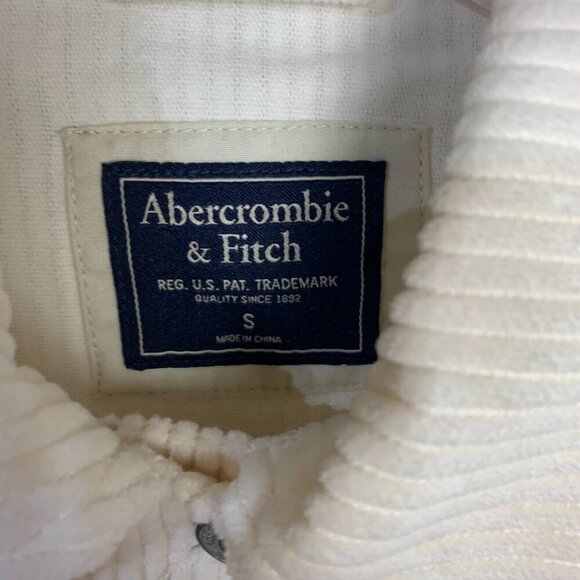 Abercrombie
& Fitch
REG. U.S. PAT. TRADEMARK
QUALITY SINCE 1892
S
MADE IN CHINA